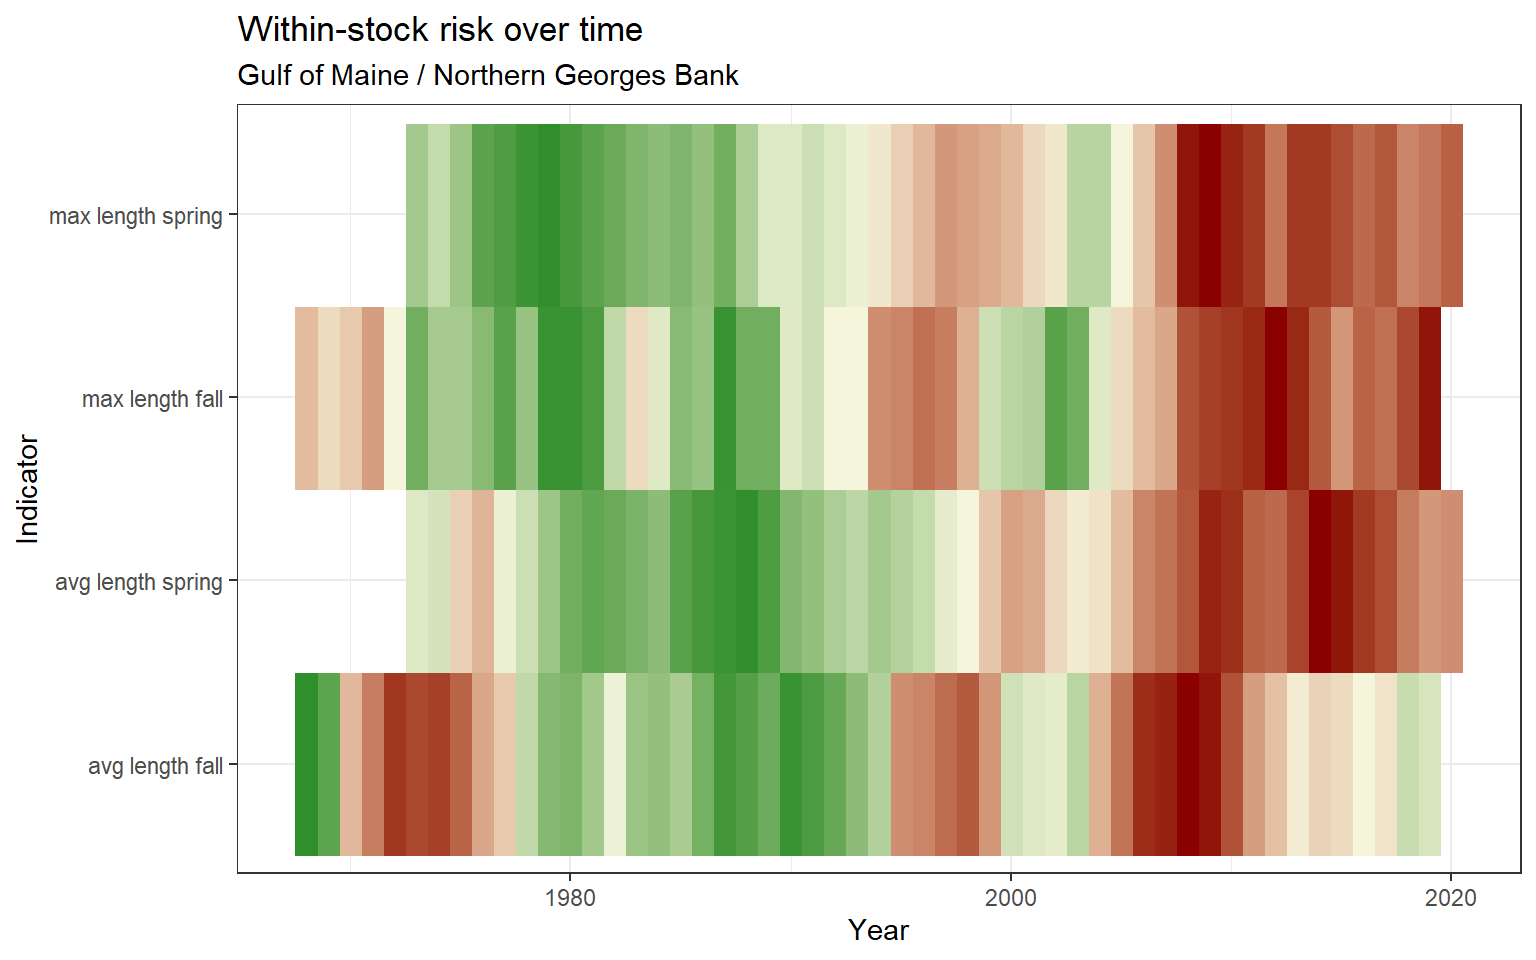 Within-stock risk over time
Gulf of Maine / Northern Georges Bank
Indicator
max length spring
max length fall
avg length spring
avg length fall
1980
2000
2020
Year